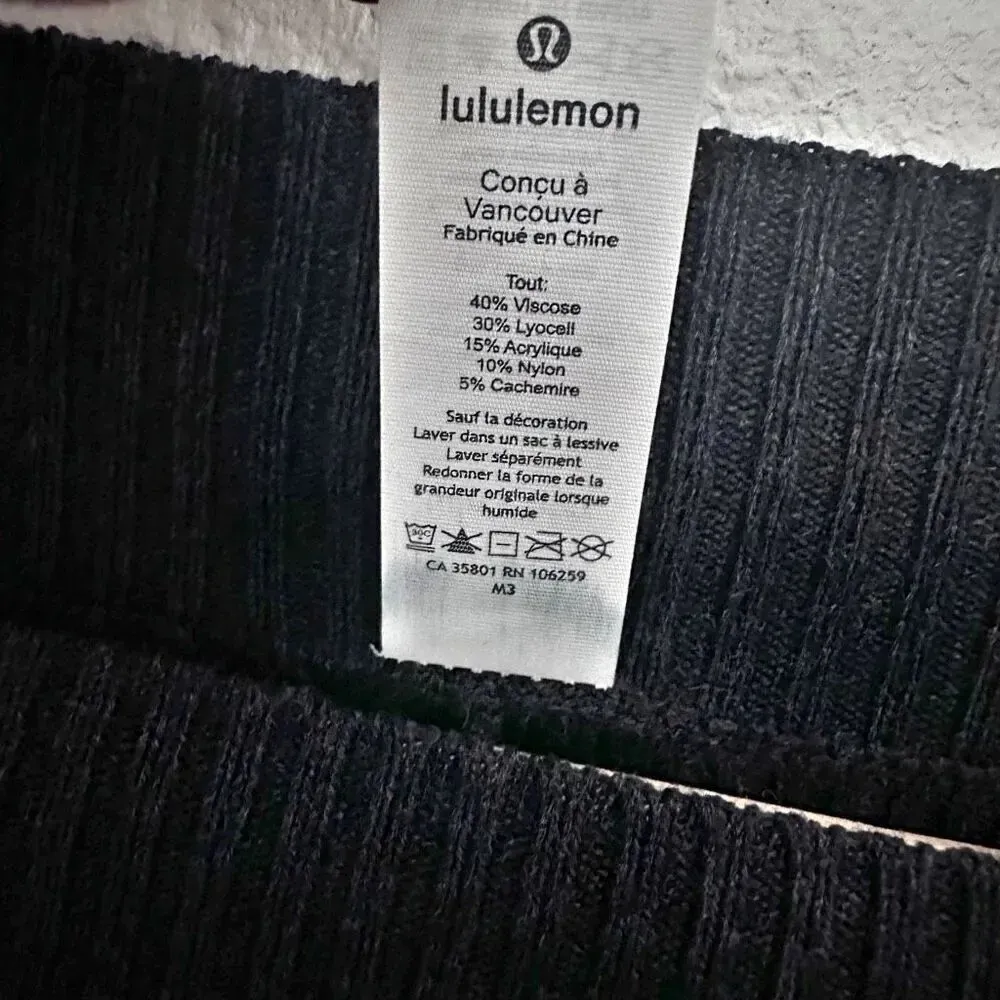 lululemon
Conçu à
Vancouver
Fabriqué en Chine
Tout:
40% Viscose
30% Lyocell
15% Acrylique
10% Nylon
5% Cachemire
Sauf la décoration
Laver dans un sac à lessive
Laver séparément
Redonner la forme de la
grandeur originale lorsque
humide
30C
CA 35801 RN 106259
M3